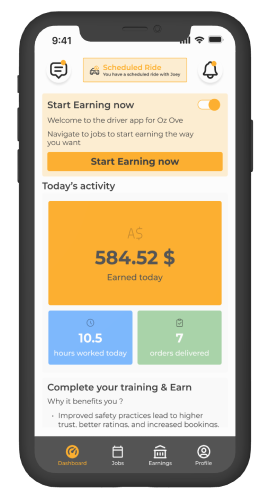 9:41
Scheduled Ride
You have a scheduled ride with Joey
Start Earning now
Welcome to the driver app for Oz Ove
Navigate to jobs to start earning the way
you want
Start Earning now
Today's activity
A$
584.52 $
Earned today
10.5
hours worked today
7
orders delivered
Complete your training & Earn
Why it benefits you ?
• Improved safety practices lead to higher
trust, better ratings, and increased bookings.
Dashboard
Jobs
Earnings
Profile